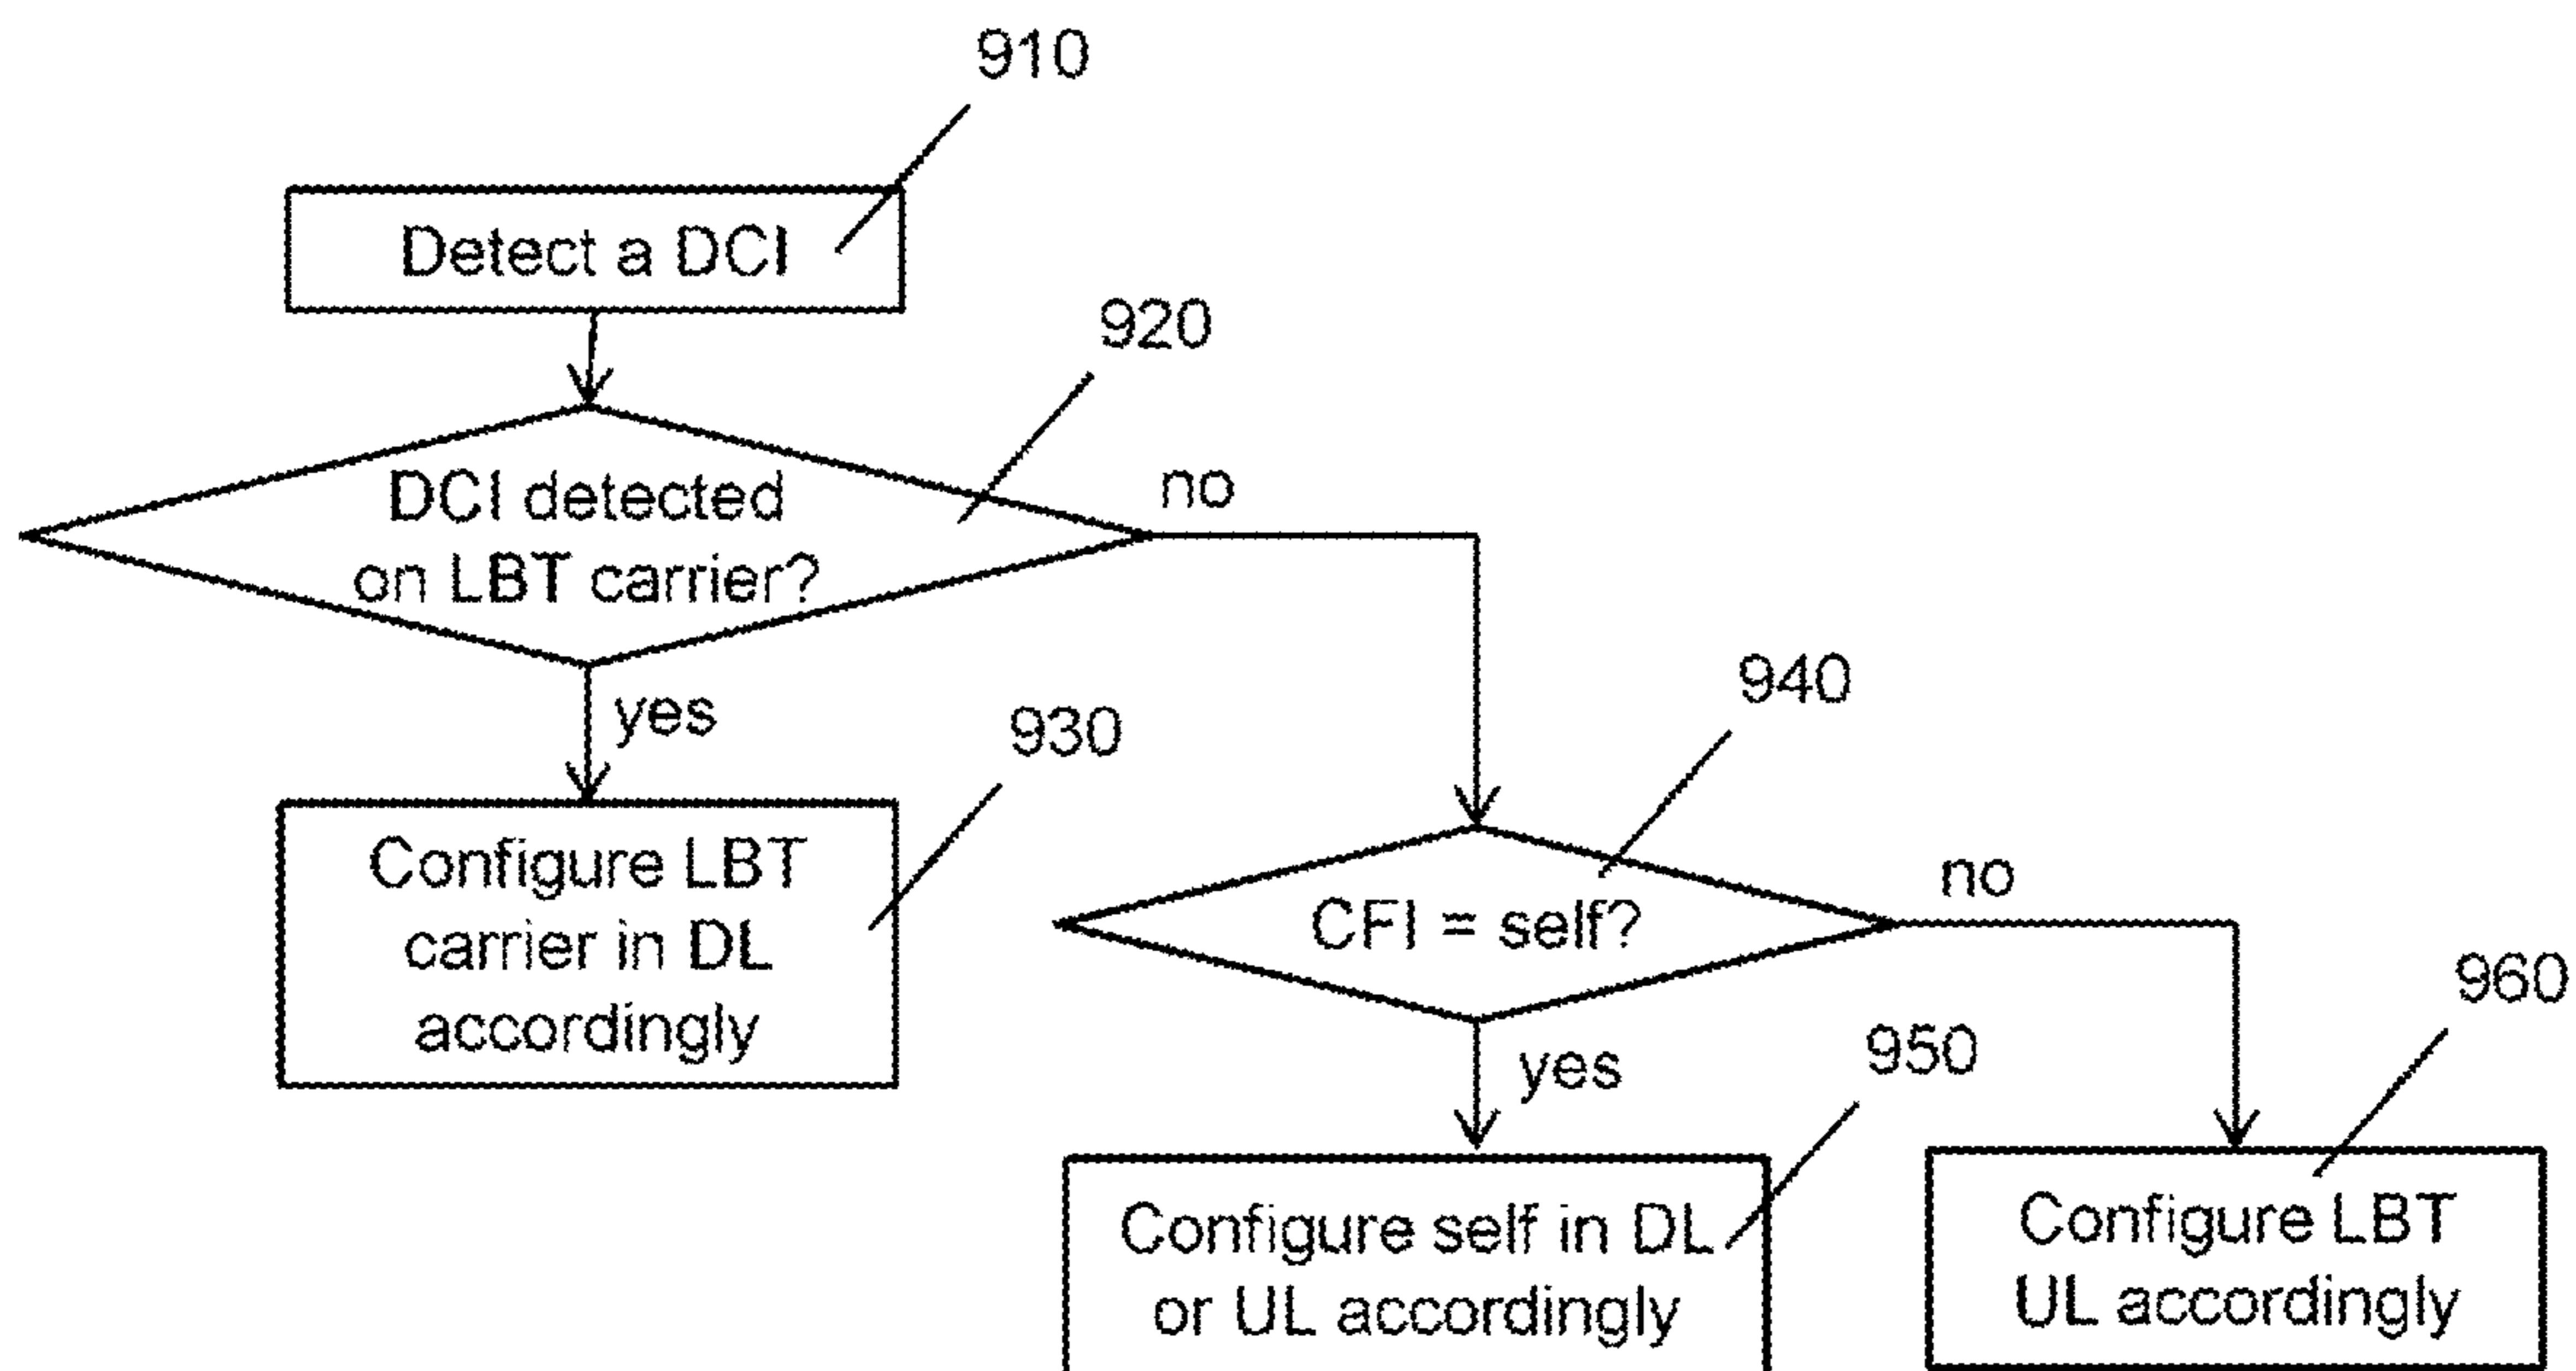 910
Detect a DCI
920
DCI detected
on LBT carrier?
no
yes
930
940
Configure LBT
carrier in DL
accordingly
CFI = self?
no
yes
950
960
Configure self in DL
or UL accordingly
Configure LBT
UL accordingly